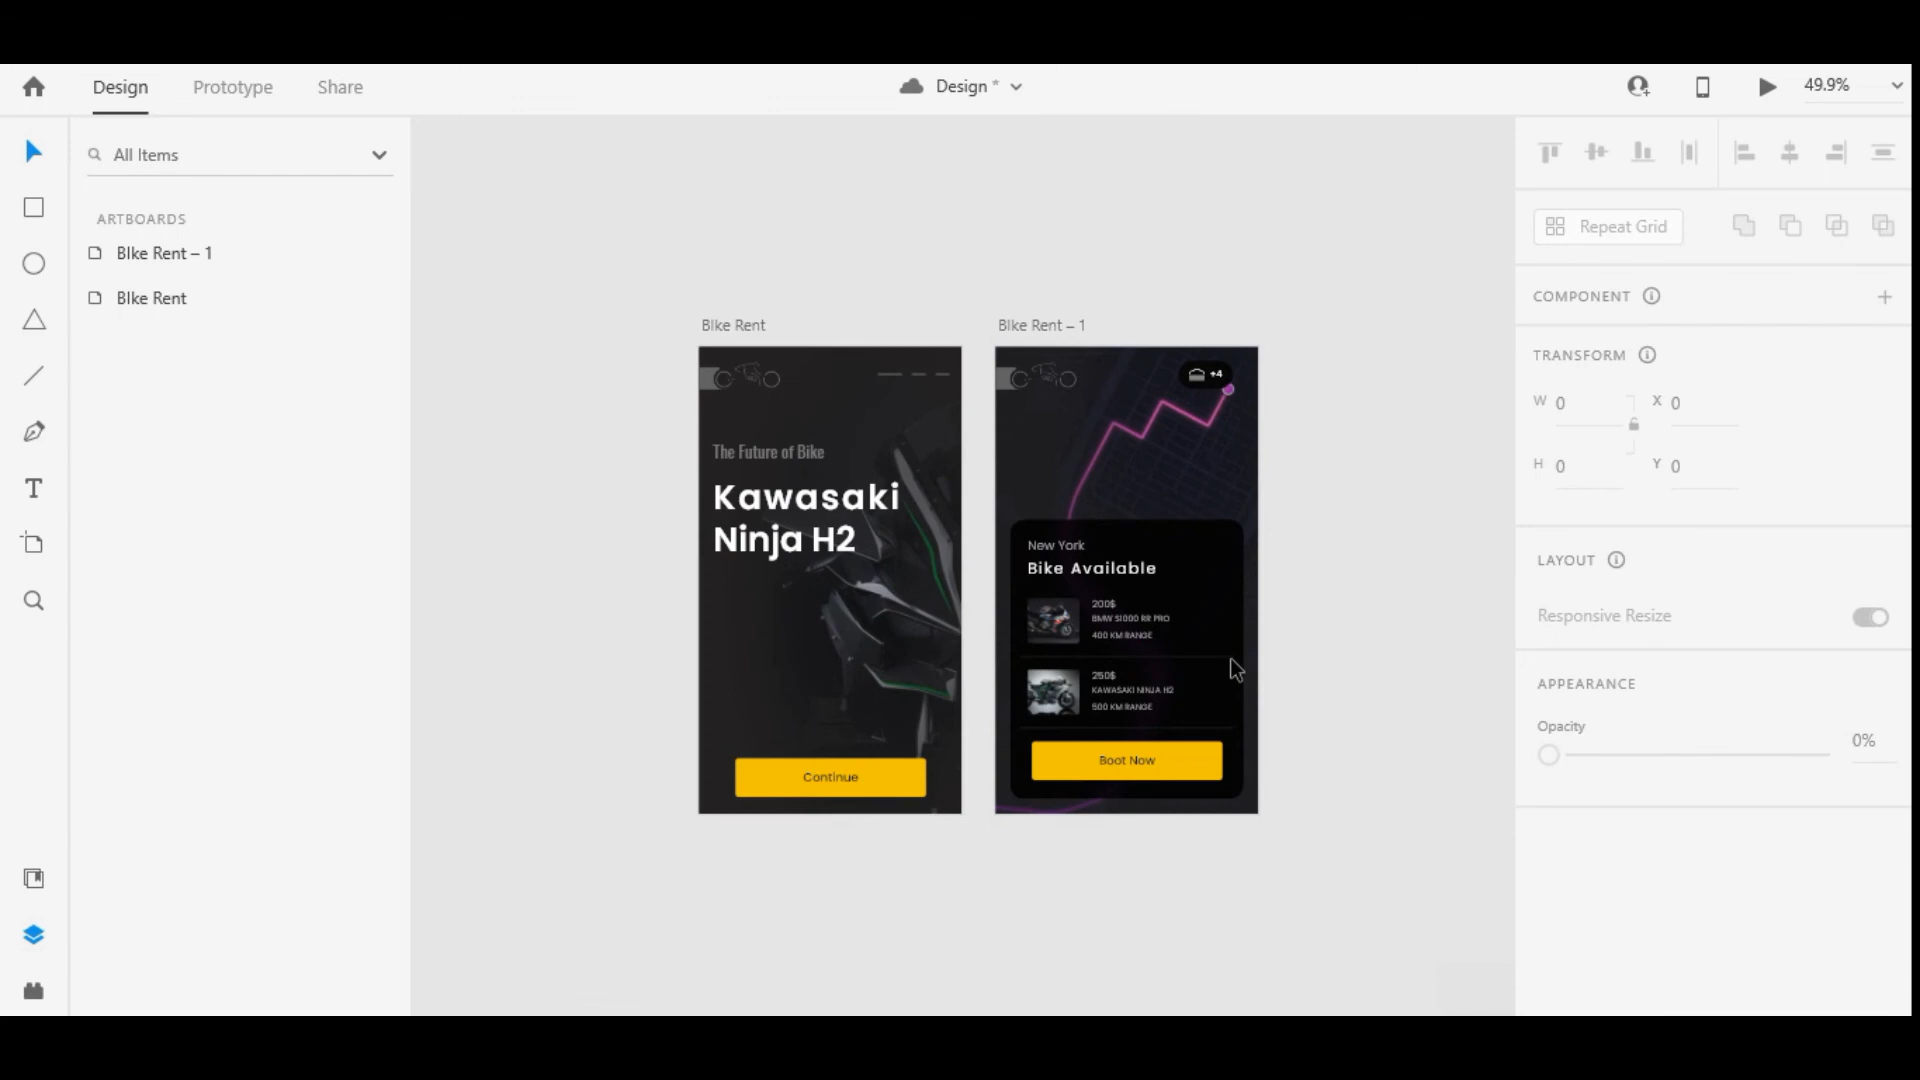 Design
Prototype
Share
Design *
49.9%
All Items
ARTBOARDS
BIke Rent – 1
BIke Rent
BIke Rent
The Future of Bike
Kawasaki
Ninja H2
Continue
BIke Rent – 1
+4
New York
Bike Available
200$
BMW S1000 RR PRO
400 KM RANGE
250$
KAWASAKI NINJA H2
500 KM RANGE
Boot Now
Repeat Grid
COMPONENT
TRANSFORM
W 0
X 0
H 0
Y 0
LAYOUT
Responsive Resize
APPEARANCE
Opacity
0%